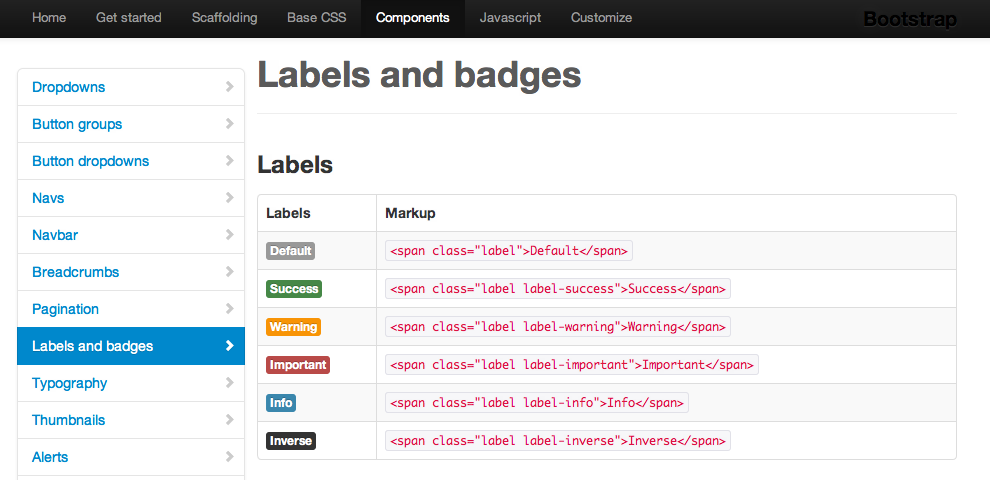 Home Get started Scaffolding Base CSS Components Javascript Customize Bootstrap
Dropdowns
Button groups
Button dropdowns
Navs
Navbar
Breadcrumbs
Pagination
Labels and badges
Typography
Thumbnails
Alerts
Labels and badges
Labels
Labels Markup
Default <span class="label">Default</span>
Success <span class="label label-success">Success</span>
Warning <span class="label label-warning">Warning</span>
Important <span class="label label-important">Important</span>
Info <span class="label label-info">Info</span>
Inverse <span class="label label-inverse">Inverse</span>